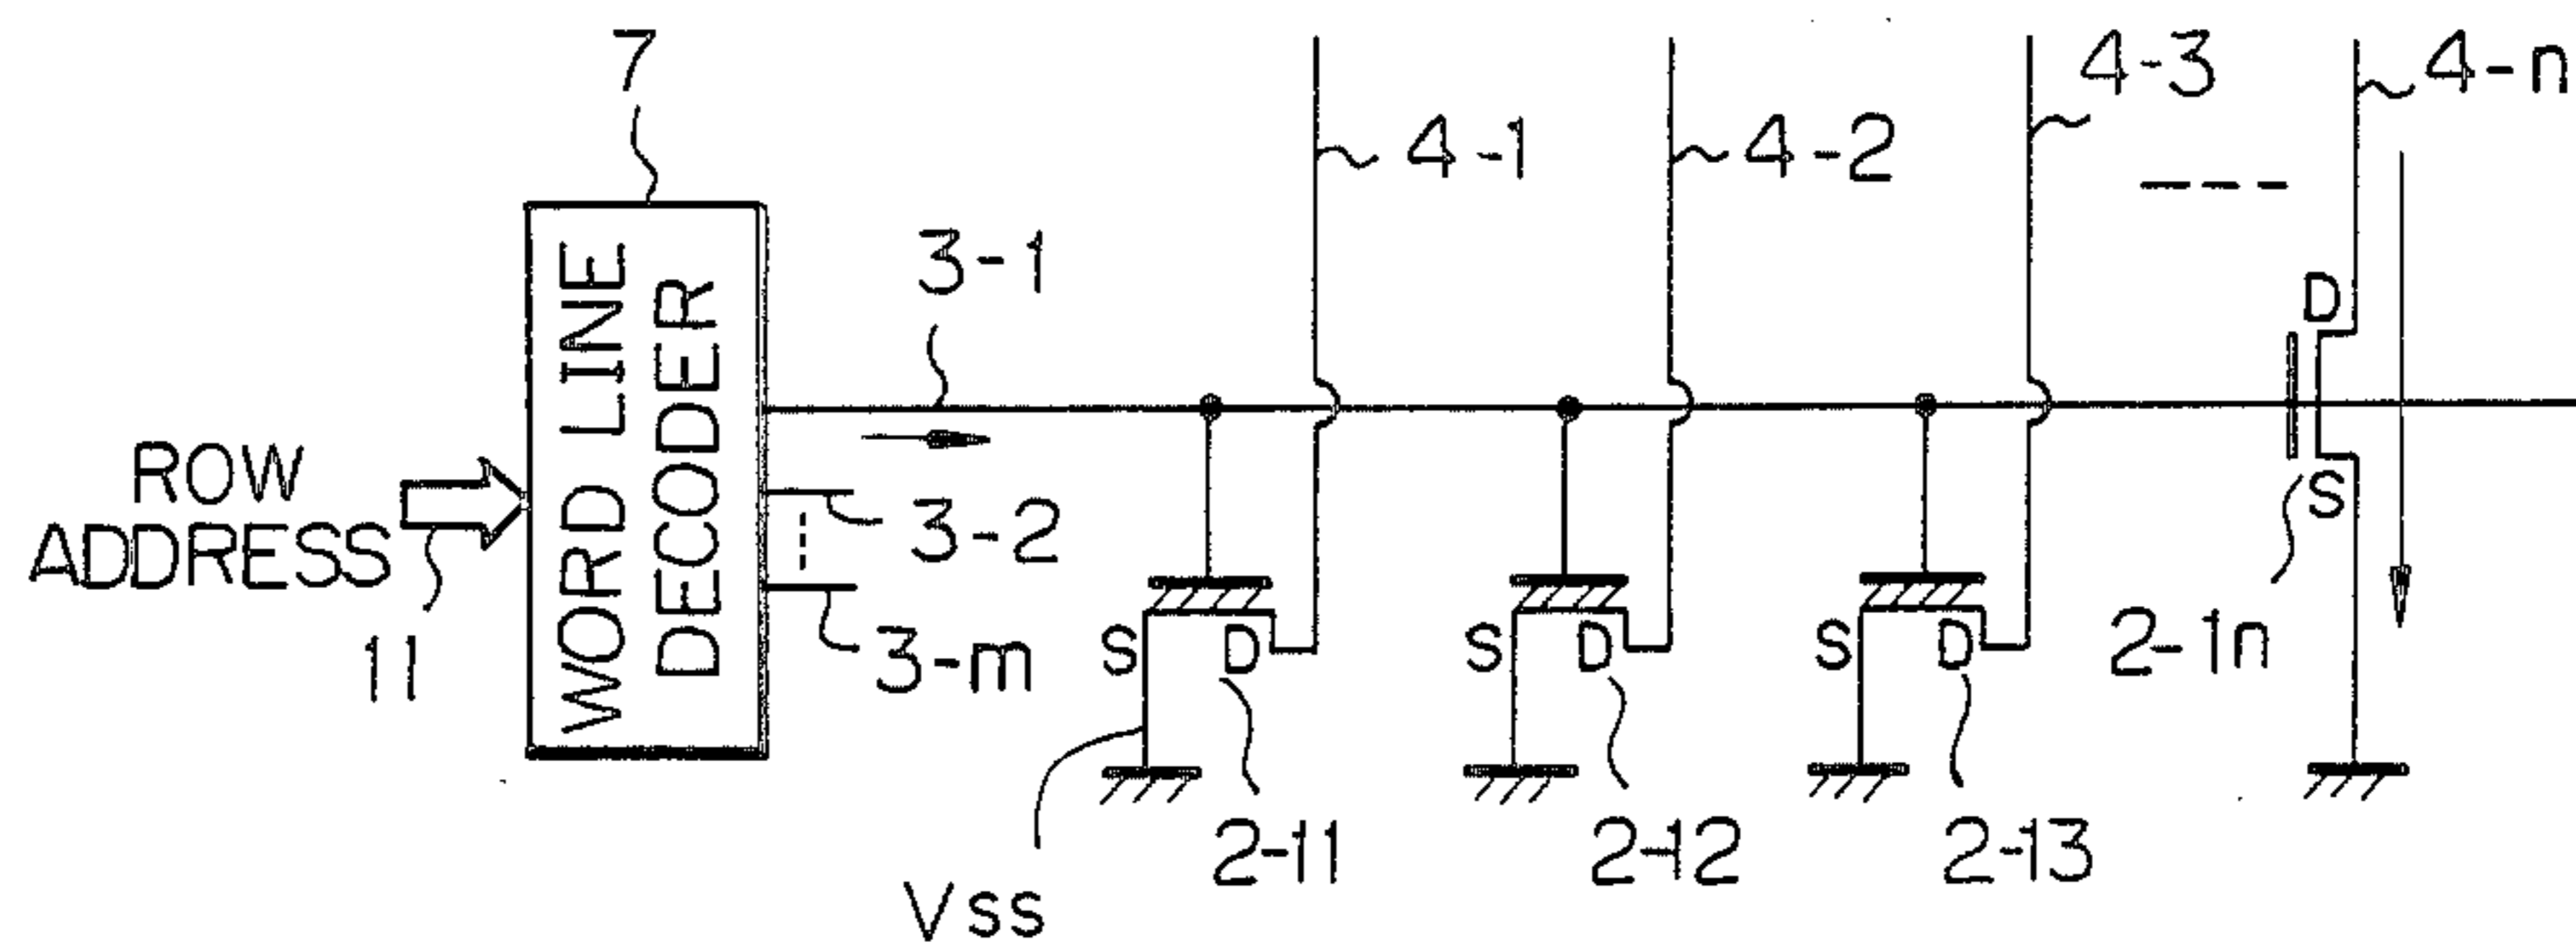 7
WORD LINE
DECODER
ROW
ADDRESS
11
3-1
3-2
3-m
4-1
4-2
4-3
4-n
S
D
S
D
S
D
D
S
2-11
2-12
2-13
2-1n
Vss